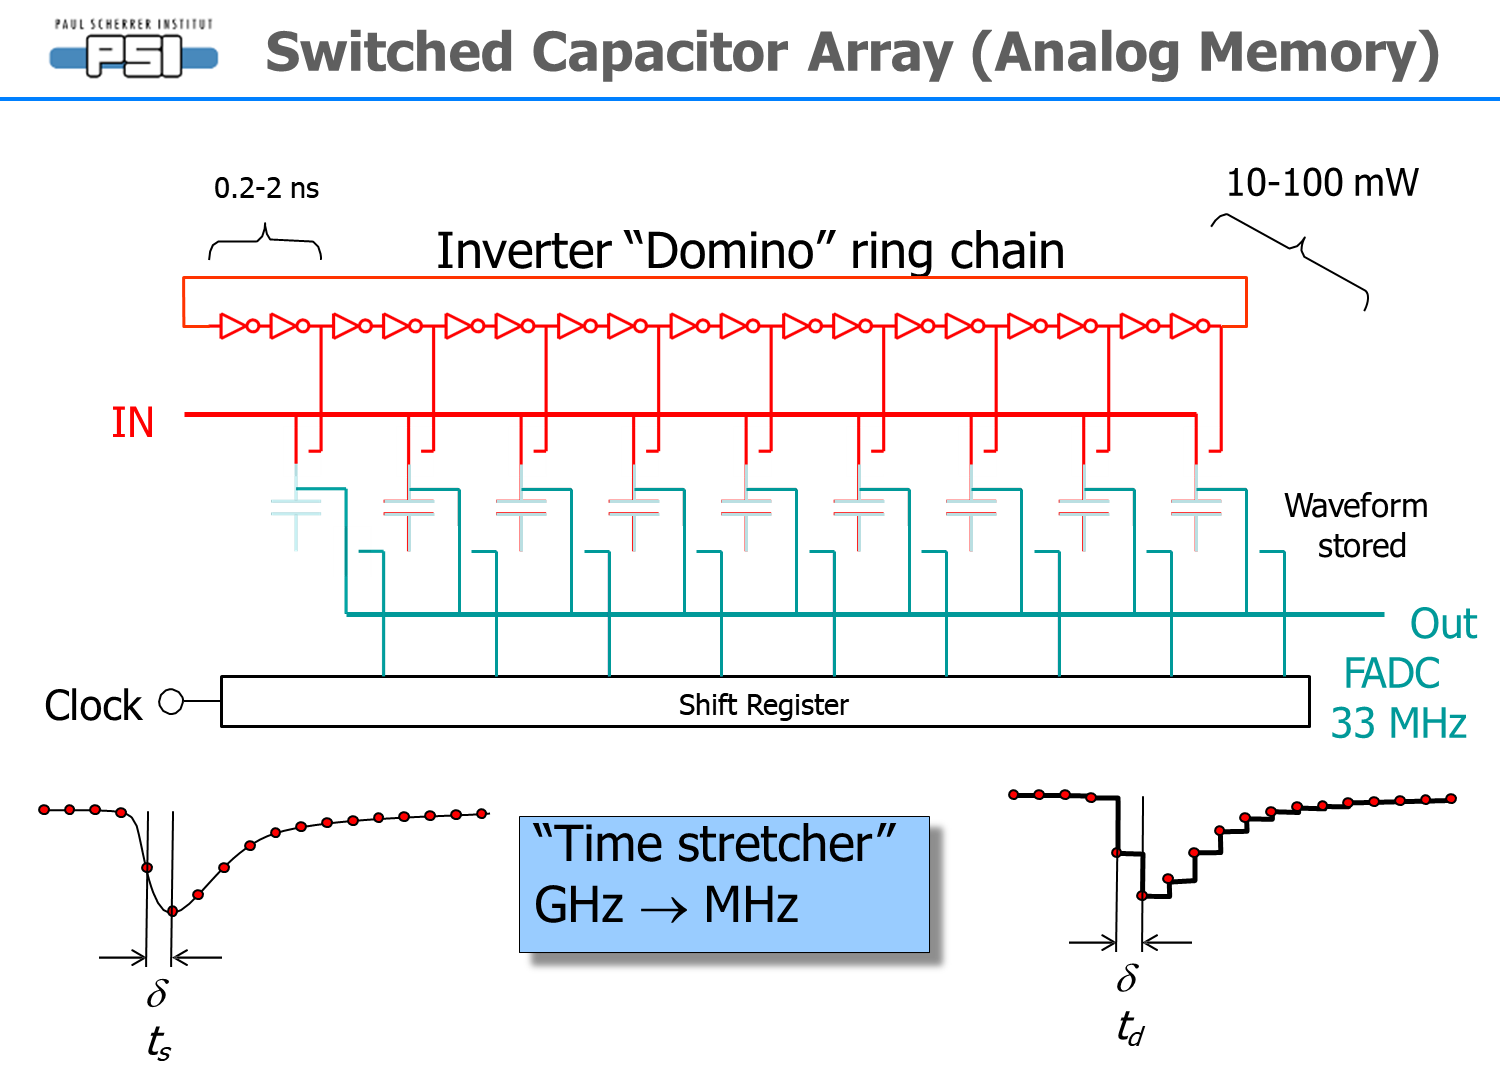 PAUL SCHERRER INSTITUT
PSI
Switched Capacitor Array (Analog Memory)
0.2-2 ns
10-100 mW
Inverter “Domino” ring chain
IN
Waveform
stored
Out
FADC
33 MHz
Clock
Shift Register
“Time stretcher”
GHz → MHz
δ
ts
δ
td